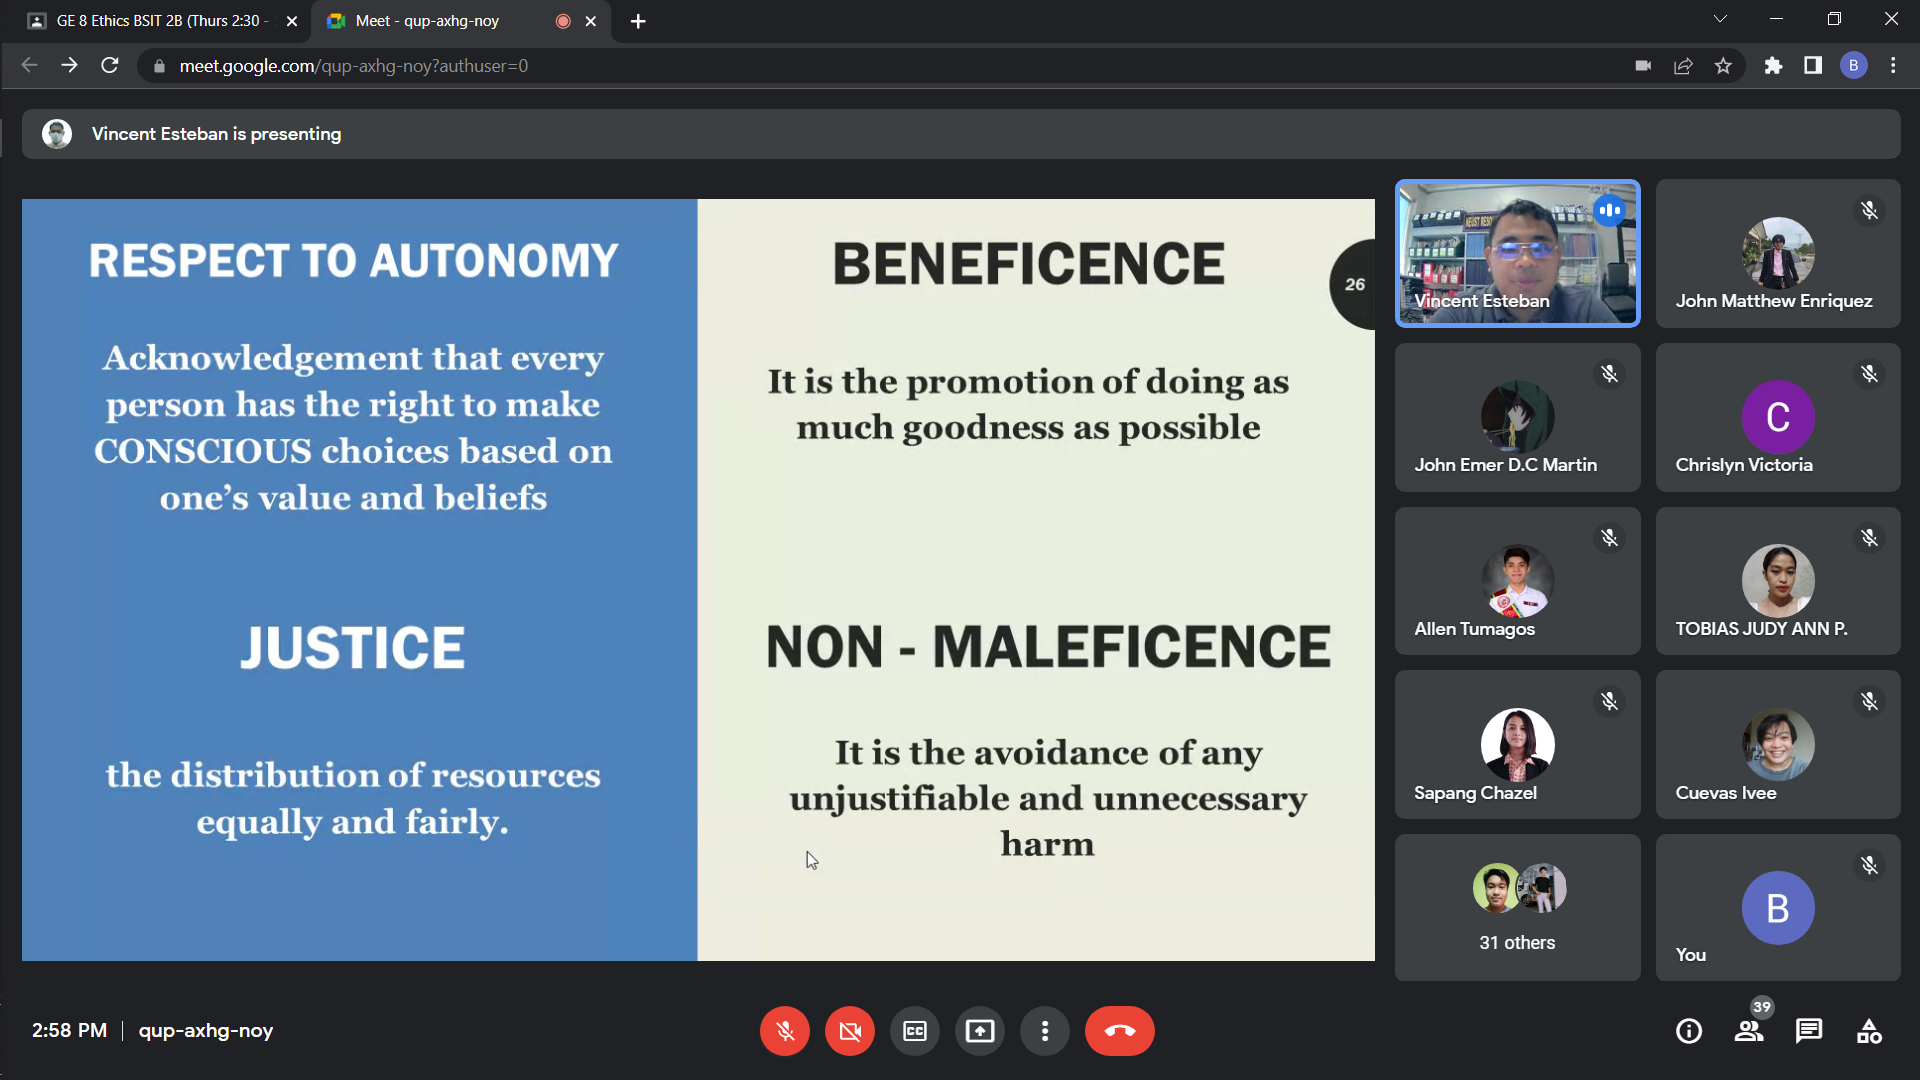 GE 8 Ethics BSIT 2B (Thurs 2:30 -
Meet - qup-axhg-noy
meet.google.com/qup-axhg-noy?authuser=0
B
Vincent Esteban is presenting
RESPECT TO AUTONOMY
Acknowledgement that every
person has the right to make
CONSCIOUS choices based on
one's value and beliefs
JUSTICE
the distribution of resources
equally and fairly.
BENEFICENCE
26
It is the promotion of doing as
much goodness as possible
NON - MALEFICENCE
It is the avoidance of any
unjustifiable and unnecessary
harm
Vincent Esteban
John Matthew Enriquez
John Emer D.C Martin
C
Chrislyn Victoria
Allen Tumagos
TOBIAS JUDY ANN P.
Sapang Chazel
Cuevas Ivee
31 others
B
You
2:58 PM
qup-axhg-noy
CC
39